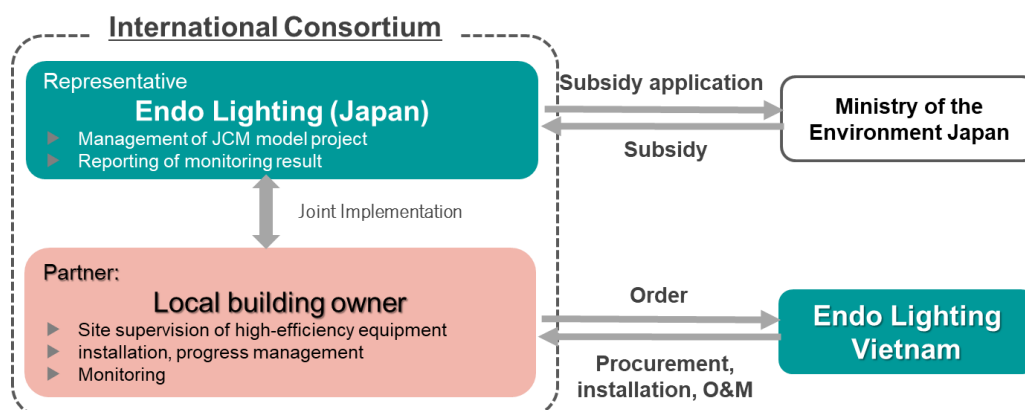 International Consortium
Representative
Endo Lighting (Japan)
Management of JCM model project
Reporting of monitoring result
Subsidy application
Subsidy
Ministry of the
Environment Japan
Joint Implementation
Partner:
Local building owner
Site supervision of high-efficiency equipment
installation, progress management
Monitoring
Order
Procurement,
installation, O&M
Endo Lighting
Vietnam